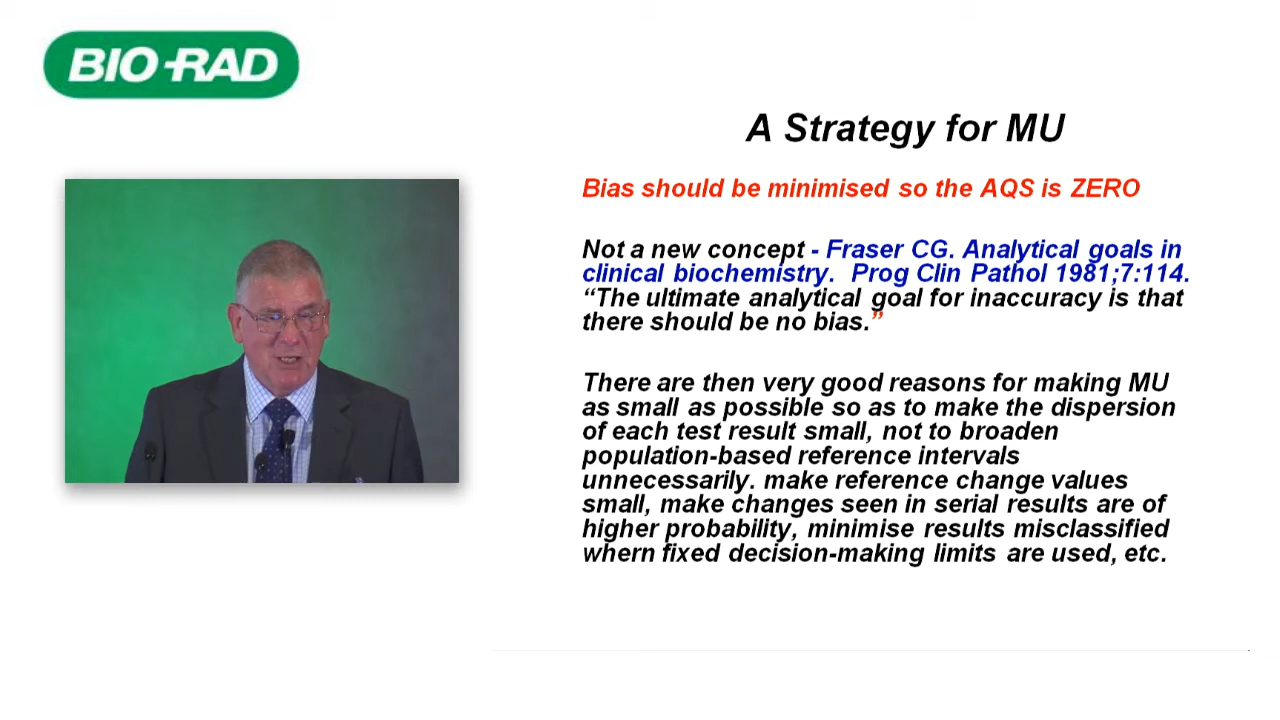 BIO-RAD
A Strategy for MU
Bias should be minimised so the AQS is ZERO
Not a new concept - Fraser CG. Analytical goals in
clinical biochemistry. Prog Clin Pathol 1981;7:114.
“The ultimate analytical goal for inaccuracy is that
there should be no bias.”
There are then very good reasons for making MU
as small as possible so as to make the dispersion
of each test result small, not to broaden
population-based reference intervals
unnecessarily. make reference change values
small, make changes seen in serial results are of
higher probability, minimise results misclassified
whern fixed decision-making limits are used, etc.